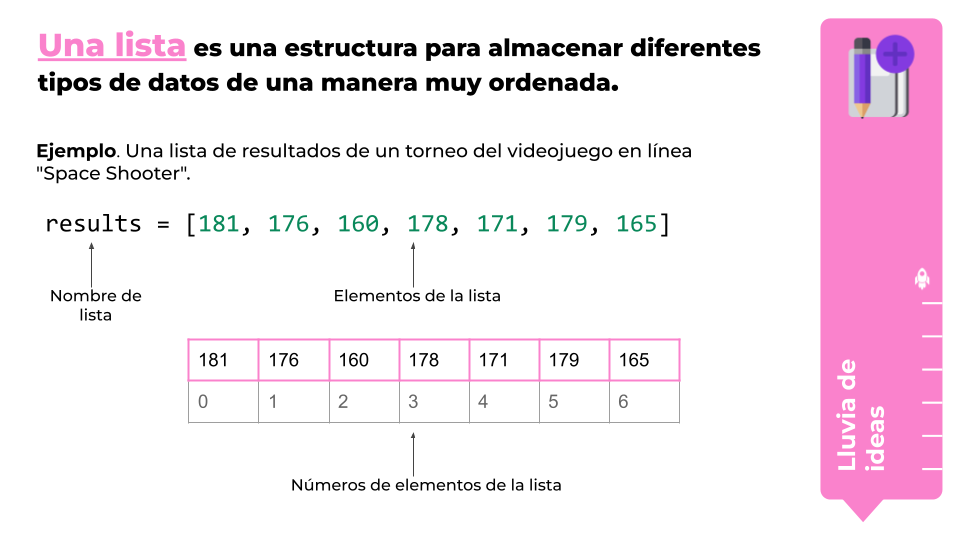 Una lista es una estructura para almacenar diferentes
tipos de datos de una manera muy ordenada.
Ejemplo. Una lista de resultados de un torneo del videojuego en línea
"Space Shooter".
results = [181, 176, 160, 178, 171, 179, 165]
Nombre de
lista
Elementos de la lista
181 176 160 178 171 179 165
0 1 2 3 4 5 6
Números de elementos de la lista
Lluvia de
ideas